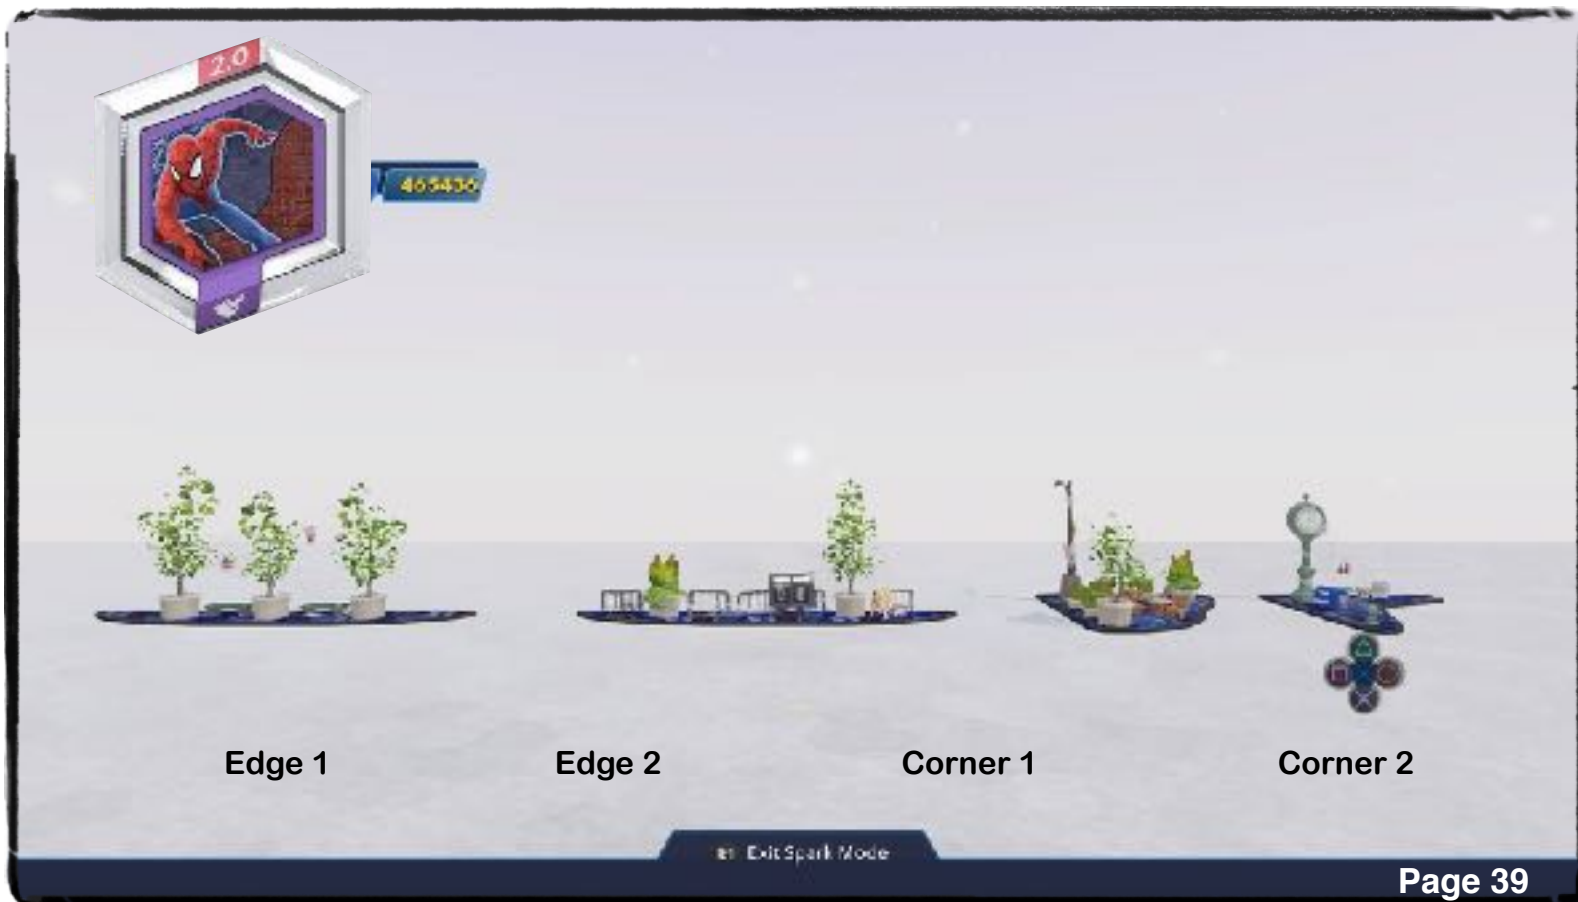 2.0
465436
Edge 1
Edge 2
Corner 1
Corner 2
Exit Spark Mode
Page 39